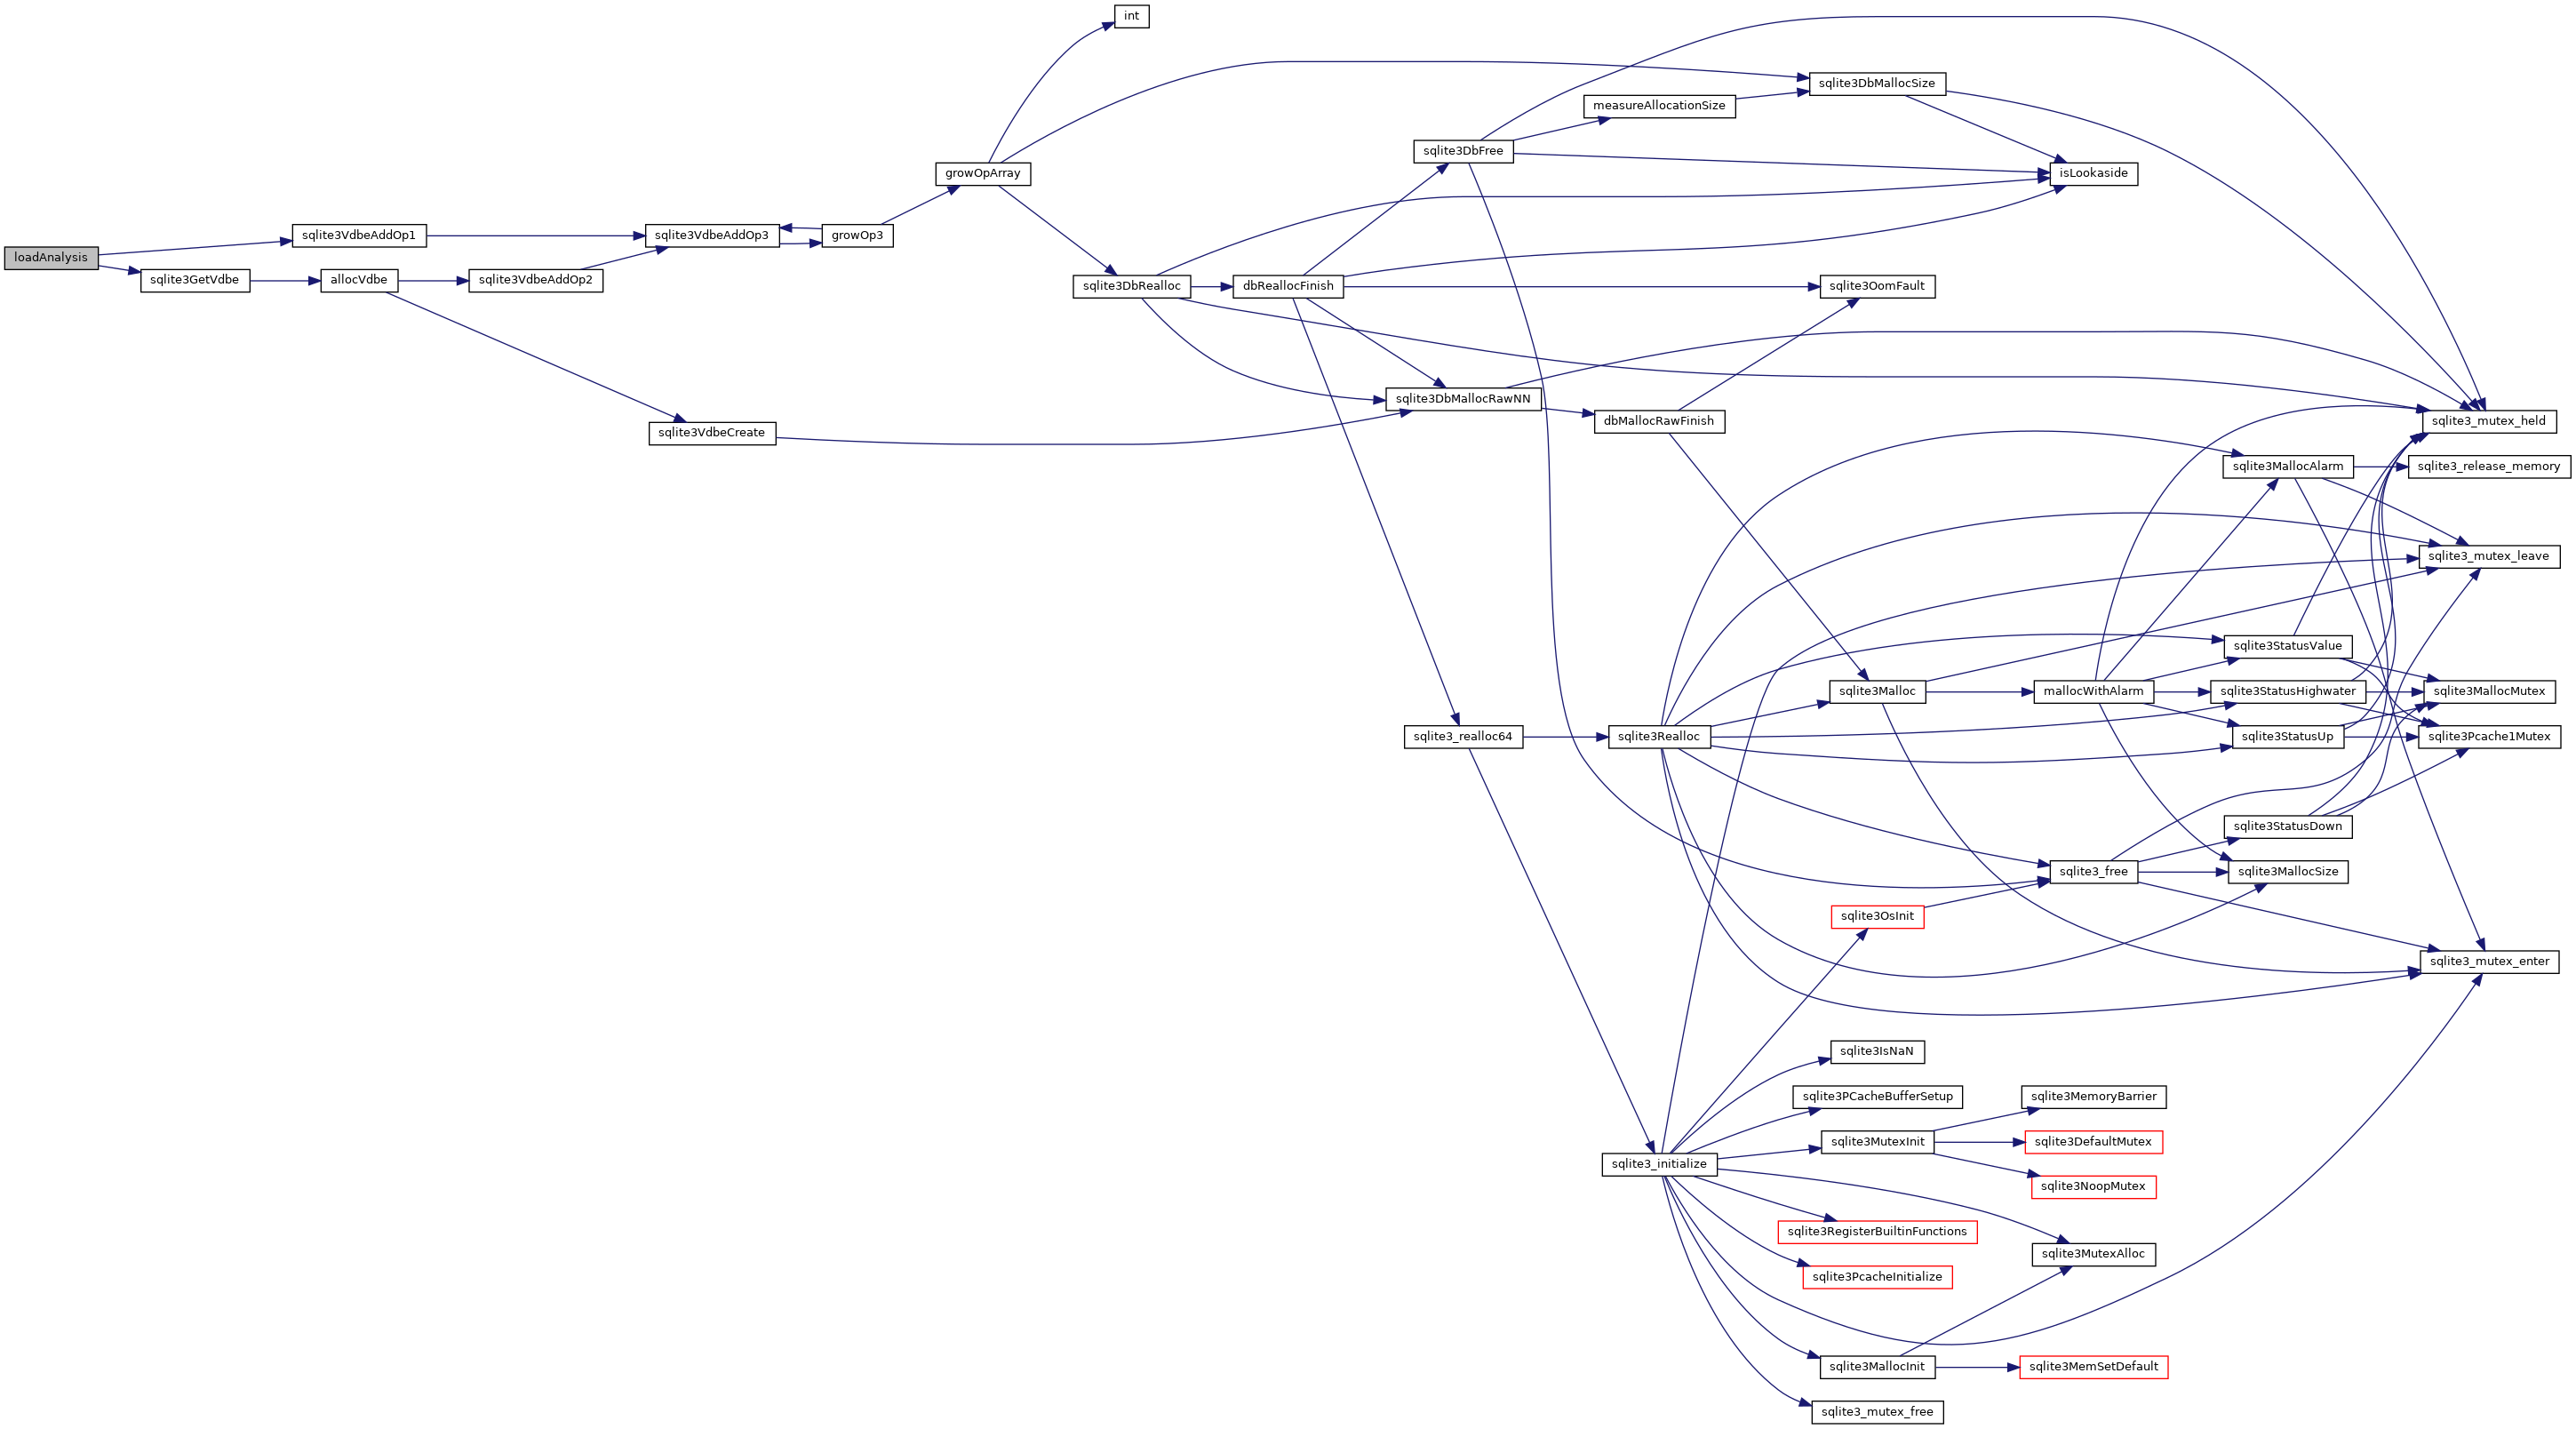 int
sqlite3DbMallocSize
measureAllocationSize
sqlite3DbFree
growOpArray
isLookaside
sqlite3VdbeAddOp1
sqlite3VdbeAddOp3
growOp3
loadAnalysis
sqlite3GetVdbe
allocVdbe
sqlite3VdbeAddOp2
sqlite3DbRealloc
dbReallocFinish
sqlite3OomFault
sqlite3DbMallocRawNN
dbMallocRawFinish
sqlite3_mutex_held
sqlite3VdbeCreate
sqlite3MallocAlarm
sqlite3_release_memory
sqlite3_mutex_leave
sqlite3StatusValue
sqlite3Malloc
mallocWithAlarm
sqlite3StatusHighwater
sqlite3MallocMutex
sqlite3_realloc64
sqlite3Realloc
sqlite3StatusUp
sqlite3Pcache1Mutex
sqlite3StatusDown
sqlite3_free
sqlite3MallocSize
sqlite3OsInit
sqlite3_mutex_enter
sqlite3IsNaN
sqlite3PCacheBufferSetup
sqlite3MemoryBarrier
sqlite3MutexInit
sqlite3DefaultMutex
sqlite3_initialize
sqlite3NoopMutex
sqlite3RegisterBuiltinFunctions
sqlite3MutexAlloc
sqlite3PcacheInitialize
sqlite3MallocInit
sqlite3MemSetDefault
sqlite3_mutex_free